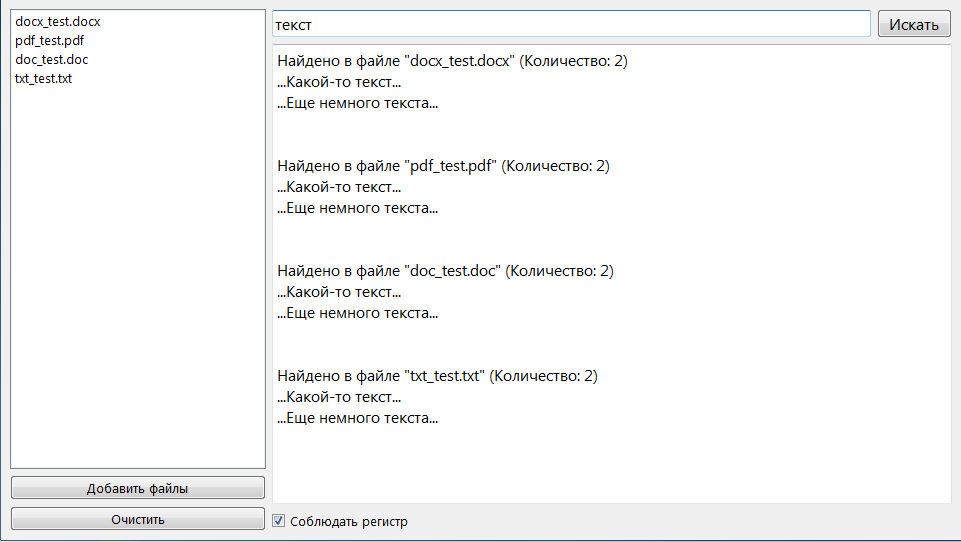 docx_test.docx
pdf_test.pdf
doc_test.doc
txt_test.txt
Добавить файлы
Очистить
текст
Искать
Найдено в файле "docx_test.docx" (Количество: 2)
...Какой-то текст...
...Еще немного текста...
Найдено в файле "pdf_test.pdf" (Количество: 2)
...Какой-то текст...
...Еще немного текста...
Найдено в файле "doc_test.doc" (Количество: 2)
...Какой-то текст...
...Еще немного текста...
Найдено в файле "txt_test.txt" (Количество: 2)
...Какой-то текст...
...Еще немного текста...
Соблюдать регистр